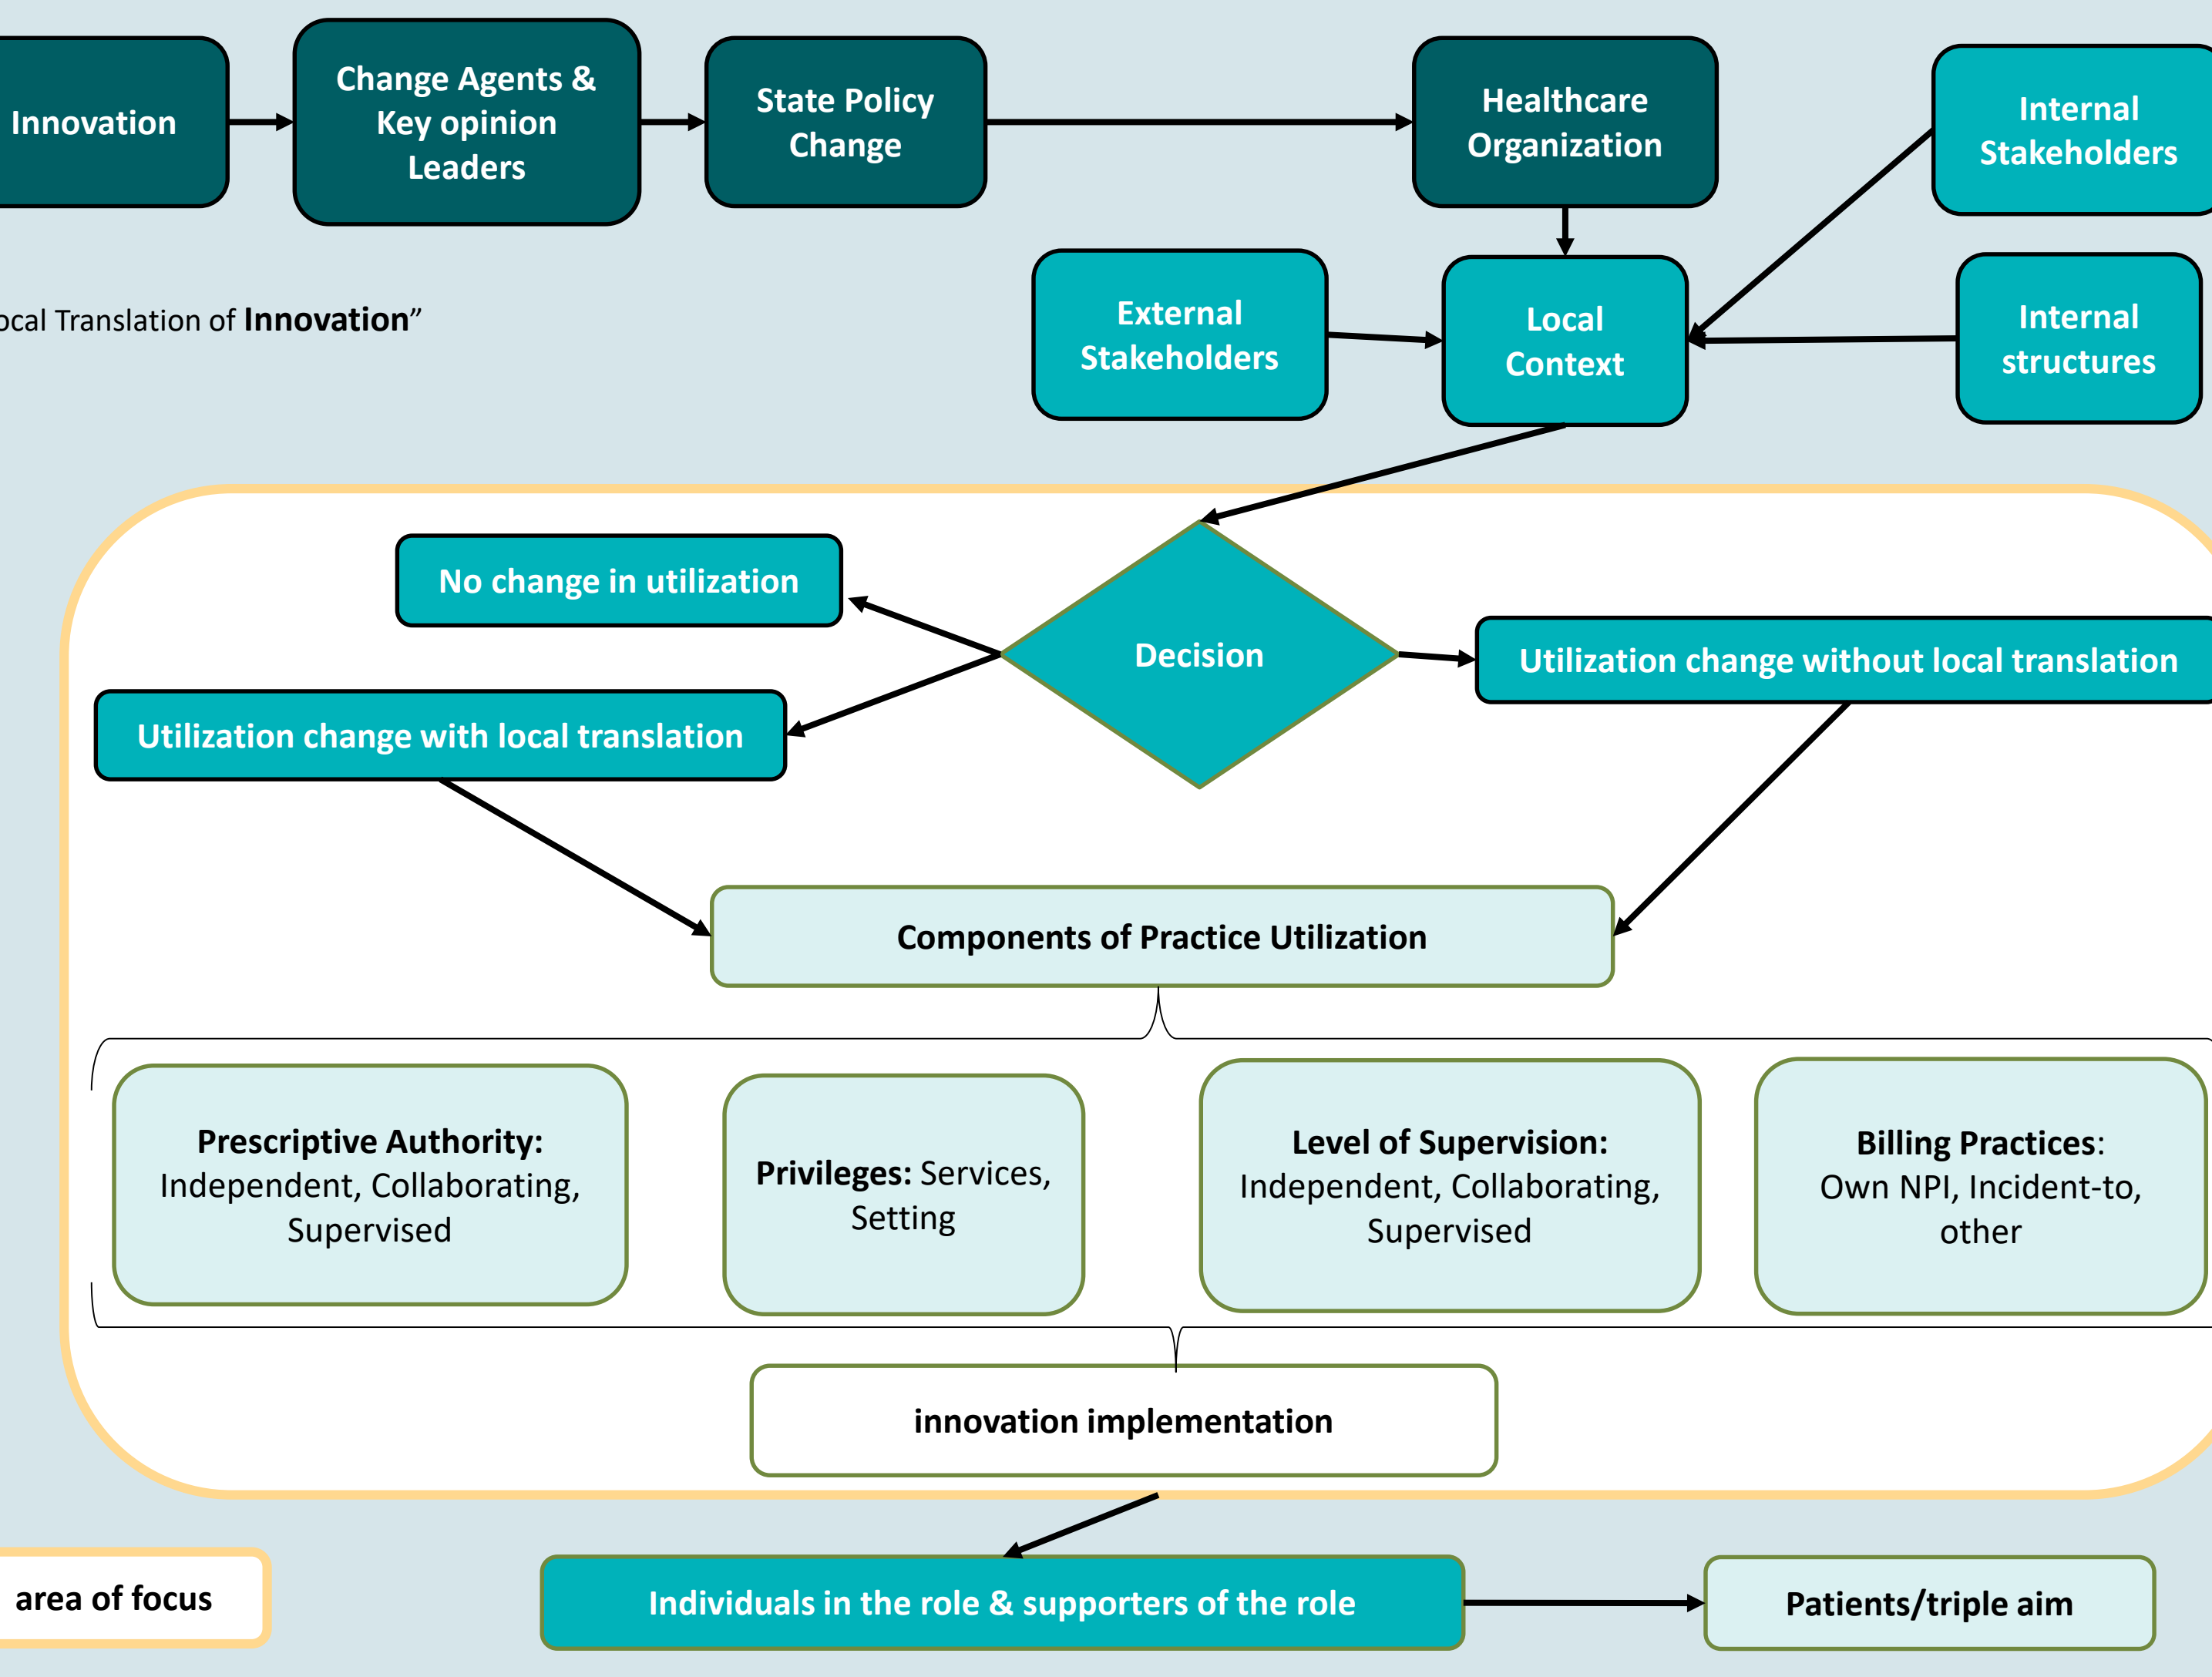 Innovation
Change Agents &
Key opinion
Leaders
State Policy
Change
Healthcare
Organization
Internal
Stakeholders
ocal Translation of Innovation”
External
Stakeholders
Local
Context
Internal
structures
No change in utilization
Decision
Utilization change without local translation
Utilization change with local translation
Components of Practice Utilization
Prescriptive Authority:
Independent, Collaborating,
Supervised
Privileges: Services,
Setting
Level of Supervision:
Independent, Collaborating,
Supervised
Billing Practices:
Own NPI, Incident-to,
other
innovation implementation
area of focus
Individuals in the role & supporters of the role
Patients/triple aim